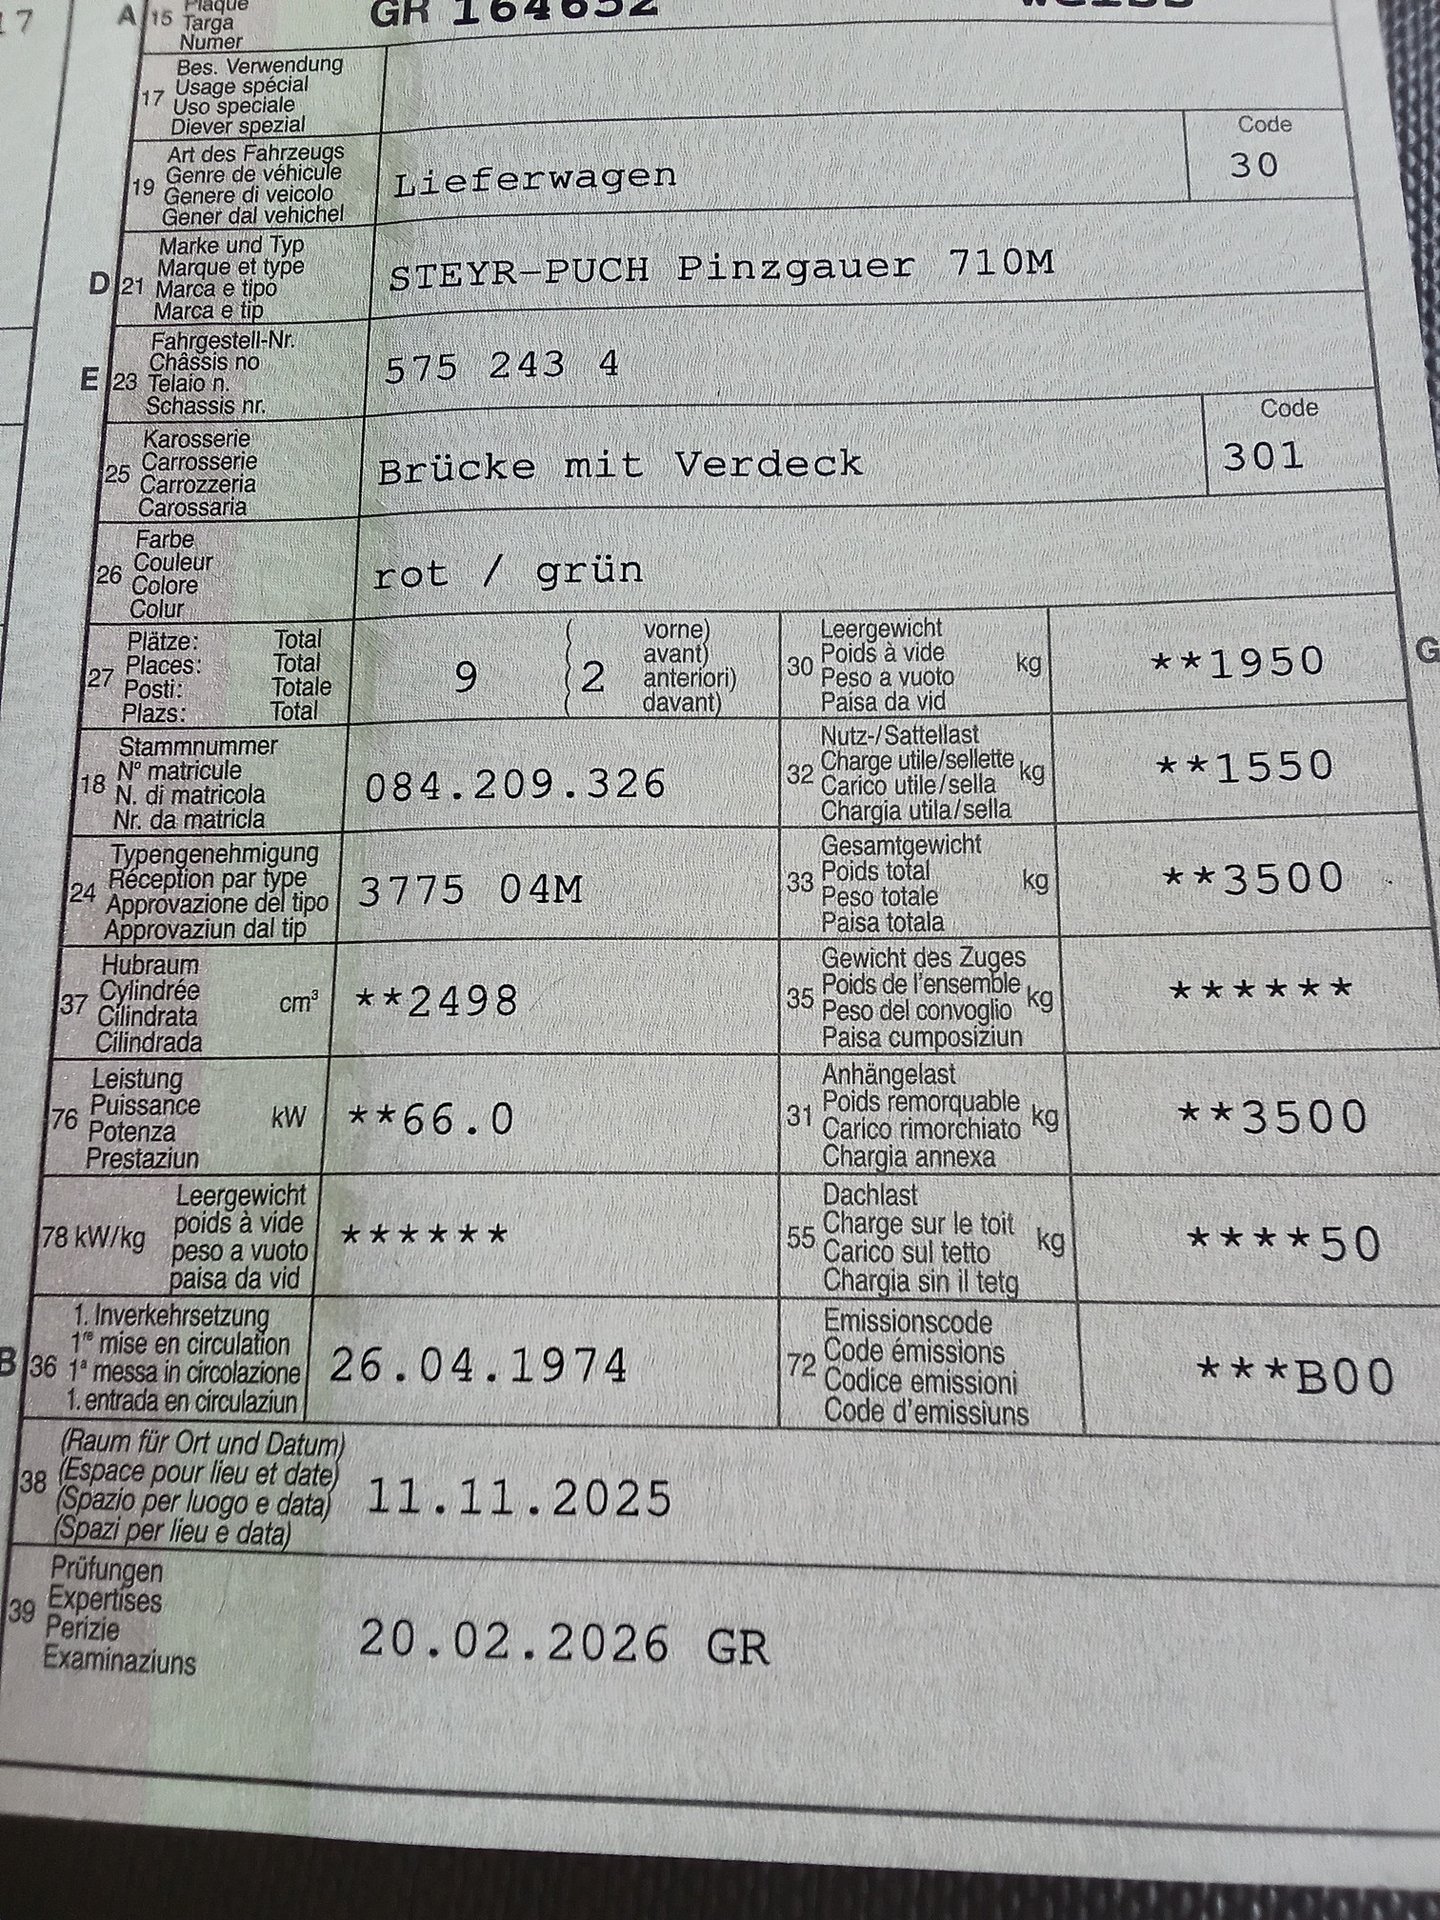 17
A 15 Plaque
Targa
Numer
GR 164652
weiss
17 Bes. Verwendung
Usage spécial
Uso speciale
Diever spezial
19 Art des Fahrzeugs
Genre de véhicule
Genere di veicolo
Gener dal vehichel
Lieferwagen
Code
30
D 21 Marke und Typ
Marque et type
Marca e tipo
Marca e tip
STEYR-PUCH Pinzgauer 710M
E 23 Fahrgestell-Nr.
Châssis no
Telaio n.
Schassis nr.
575 243 4
25 Karosserie
Carrosserie
Carrozzeria
Carossaria
Brücke mit Verdeck
Code
301
26 Farbe
Couleur
Colore
Colur
rot / grün
27 Plätze: Total
Places: Total
Posti: Totale
Plazs: Total
9
(2 vorne)
avant)
anteriori)
davant)
30 Leergewicht
Poids à vide
Peso a vuoto
Paisa da vid
kg
**1950
G
18 Stammnummer
N° matricule
N. di matricola
Nr. da matricla
084.209.326
32 Nutz-/Sattellast
Charge utile/sellette
Carico utile/sella
Chargia utila/sella
kg
**1550
24 Typengenehmigung
Réception par type
Approvazione del tipo
Approvaziun dal tip
3775 04M
33 Gesamtgewicht
Poids total
Peso totale
Paisa totala
kg
**3500
37 Hubraum
Cylindrée
Cilindrata
Cilindrada
cm³
**2498
35 Gewicht des Zuges
Poids de l'ensemble
Peso del convoglio
Paisa cumposiziun
kg
******
76 Leistung
Puissance
Potenza
Prestaziun
kW
**66.0
31 Anhängelast
Poids remorquable
Carico rimorchiato
Chargia annexa
kg
**3500
78 kW/kg
Leergewicht
poids à vide
peso a vuoto
paisa da vid
******
55 Dachlast
Charge sur le toit
Carico sul tetto
Chargia sin il tetg
kg
****50
B 36 1. Inverkehrsetzung
1re mise en circulation
1a messa in circolazione
1. entrada en circulaziun
26.04.1974
72 Emissionscode
Code émissions
Codice emissioni
Code d'emissiuns
***B00
38 (Raum für Ort und Datum)
(Espace pour lieu et date)
(Spazio per luogo e data)
(Spazi per lieu e data)
11.11.2025
39 Prüfungen
Expertises
Perizie
Examinaziuns
20.02.2026 GR